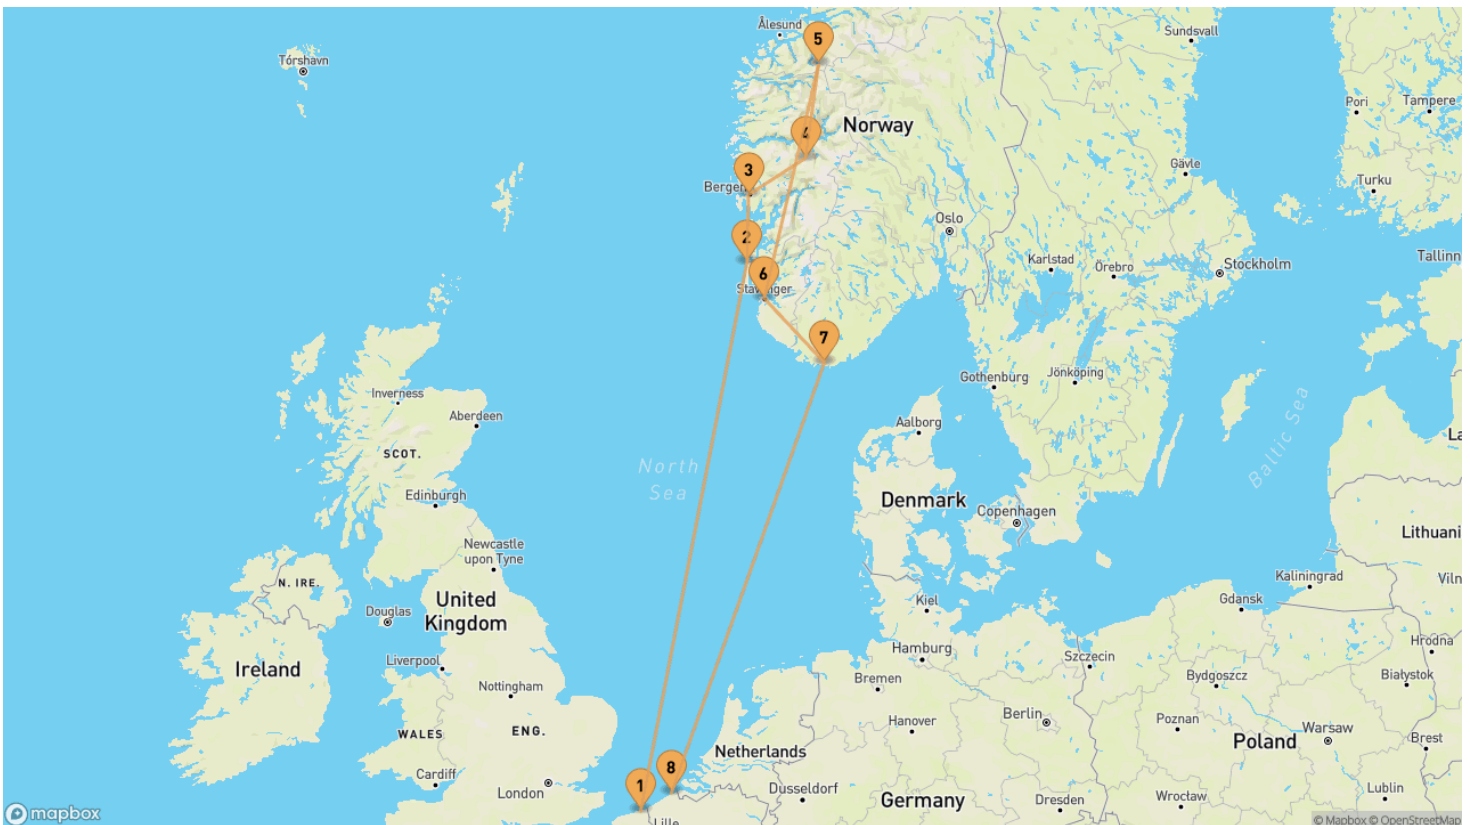 Ålesund
Sundsvall
5
Tórshavn
Pori
Tampere
4
Norway
Gävle
3
Bergen
Turku
Oslo
2
Tallinn
Karlstad
Örebro
Stockholm
6
Stavanger
7
Jönköping
Gothenburg
Inverness
Aberdeen
Aalborg
Baltic Sea
SCOT.
North
Sea
Denmark
Edinburgh
Copenhagen
Lithuani
Newcastle
upon Tyne
N. IRE.
Kaliningrad
Viln
United
Kingdom
Kiel
Gdansk
Douglas
Hrodna
Hamburg
Szczecin
Liverpool
Ireland
Bremen
Bydgoszcz
Białystok
Nottingham
Hanover
Berlin
Poznan
Warsaw
WALES
ENG.
Poland
Brest
Netherlands
8
Cardiff
1
London
Dusseldorf
Germany
Dresden
Wrocław
Lublin
Lille
mapbox
© Mapbox © OpenStreetMap